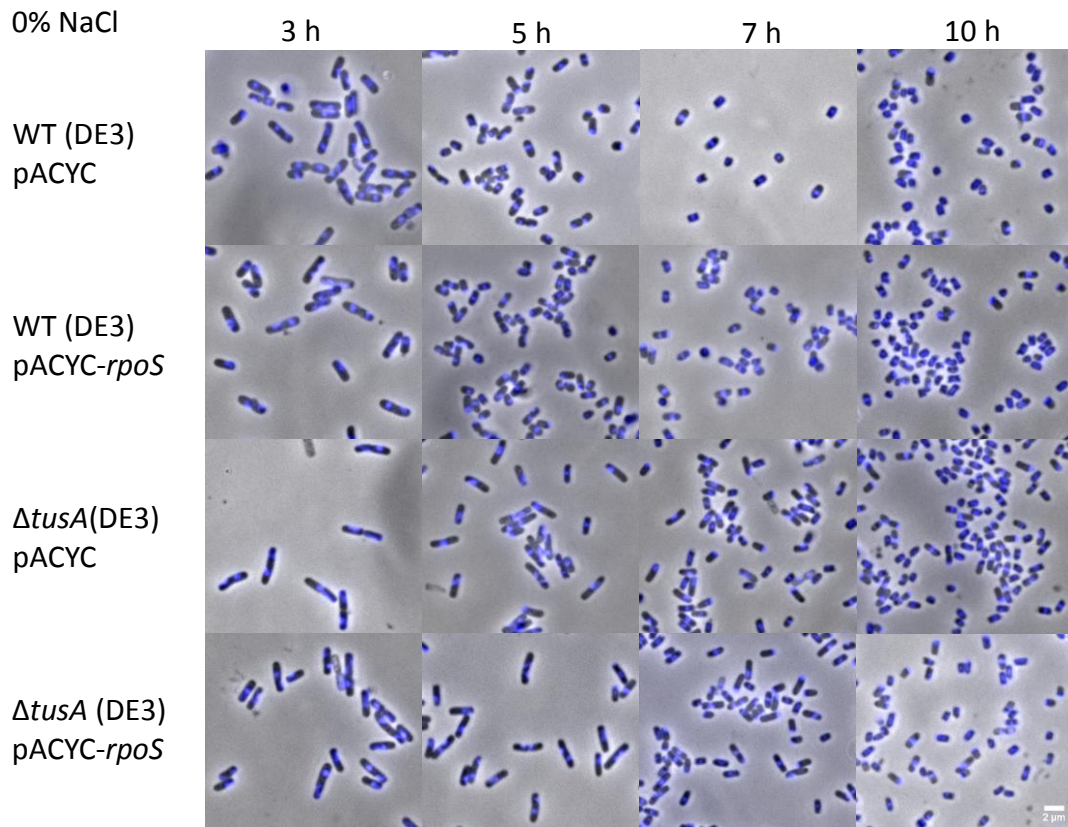 0% NaCl
3 h 5 h 7 h 10 h
WT (DE3)
pACYC
WT (DE3)
pACYC-rpoS
ΔtusA(DE3)
pACYC
ΔtusA (DE3)
pACYC-rpoS
2 µm